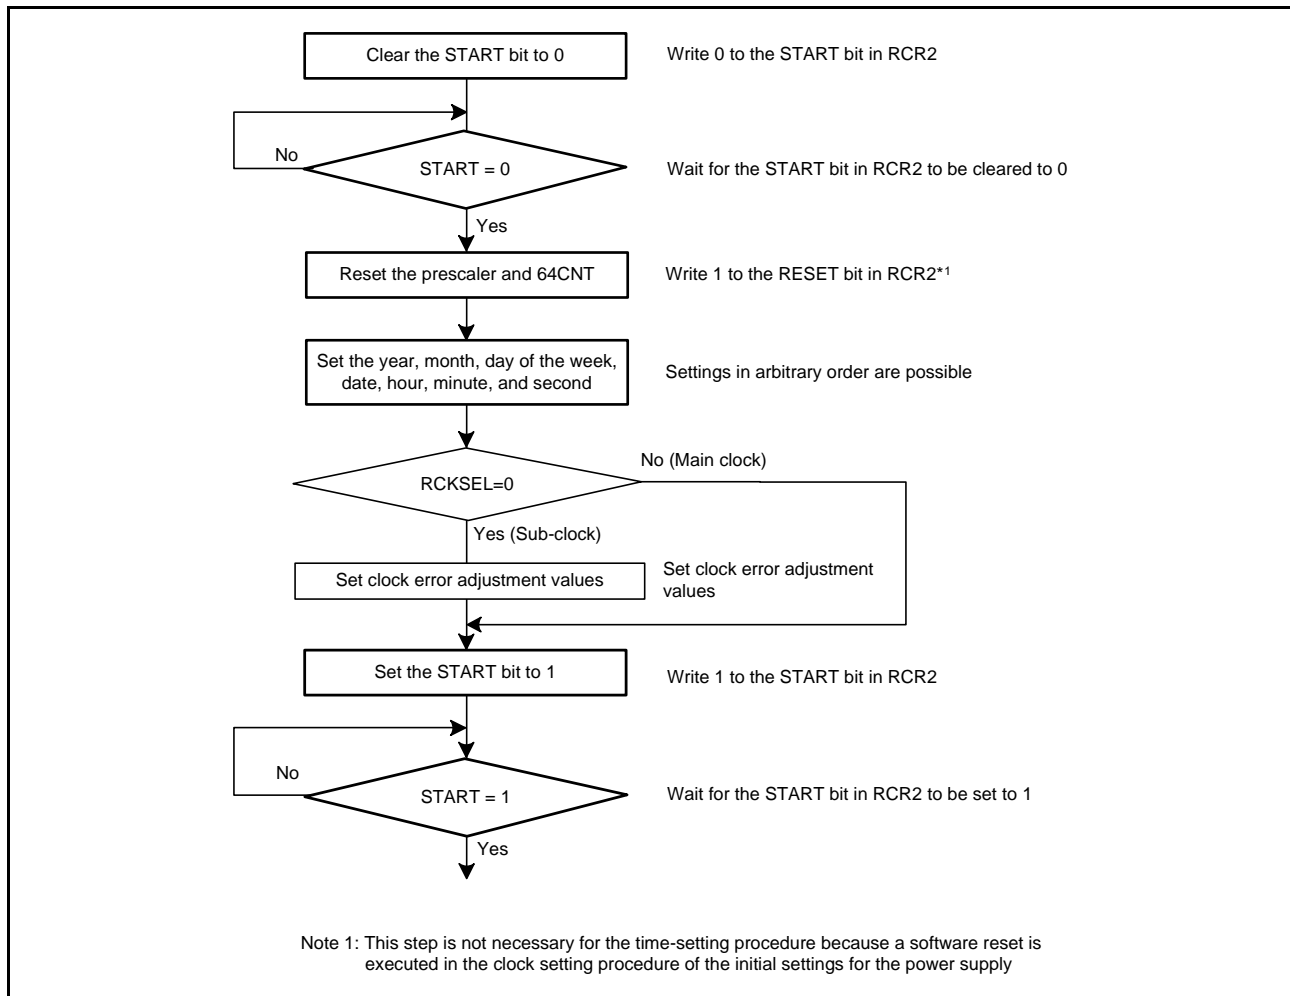 Clear the START bit to 0
Write 0 to the START bit in RCR2
No
START = 0
Wait for the START bit in RCR2 to be cleared to 0
Yes
Reset the prescaler and 64CNT
Write 1 to the RESET bit in RCR2*1
Set the year, month, day of the week,
date, hour, minute, and second
Settings in arbitrary order are possible
No (Main clock)
RCKSEL=0
Yes (Sub-clock)
Set clock error adjustment values
Set clock error adjustment
values
Set the START bit to 1
Write 1 to the START bit in RCR2
No
START = 1
Wait for the START bit in RCR2 to be set to 1
Yes
Note 1: This step is not necessary for the time-setting procedure because a software reset is
executed in the clock setting procedure of the initial settings for the power supply